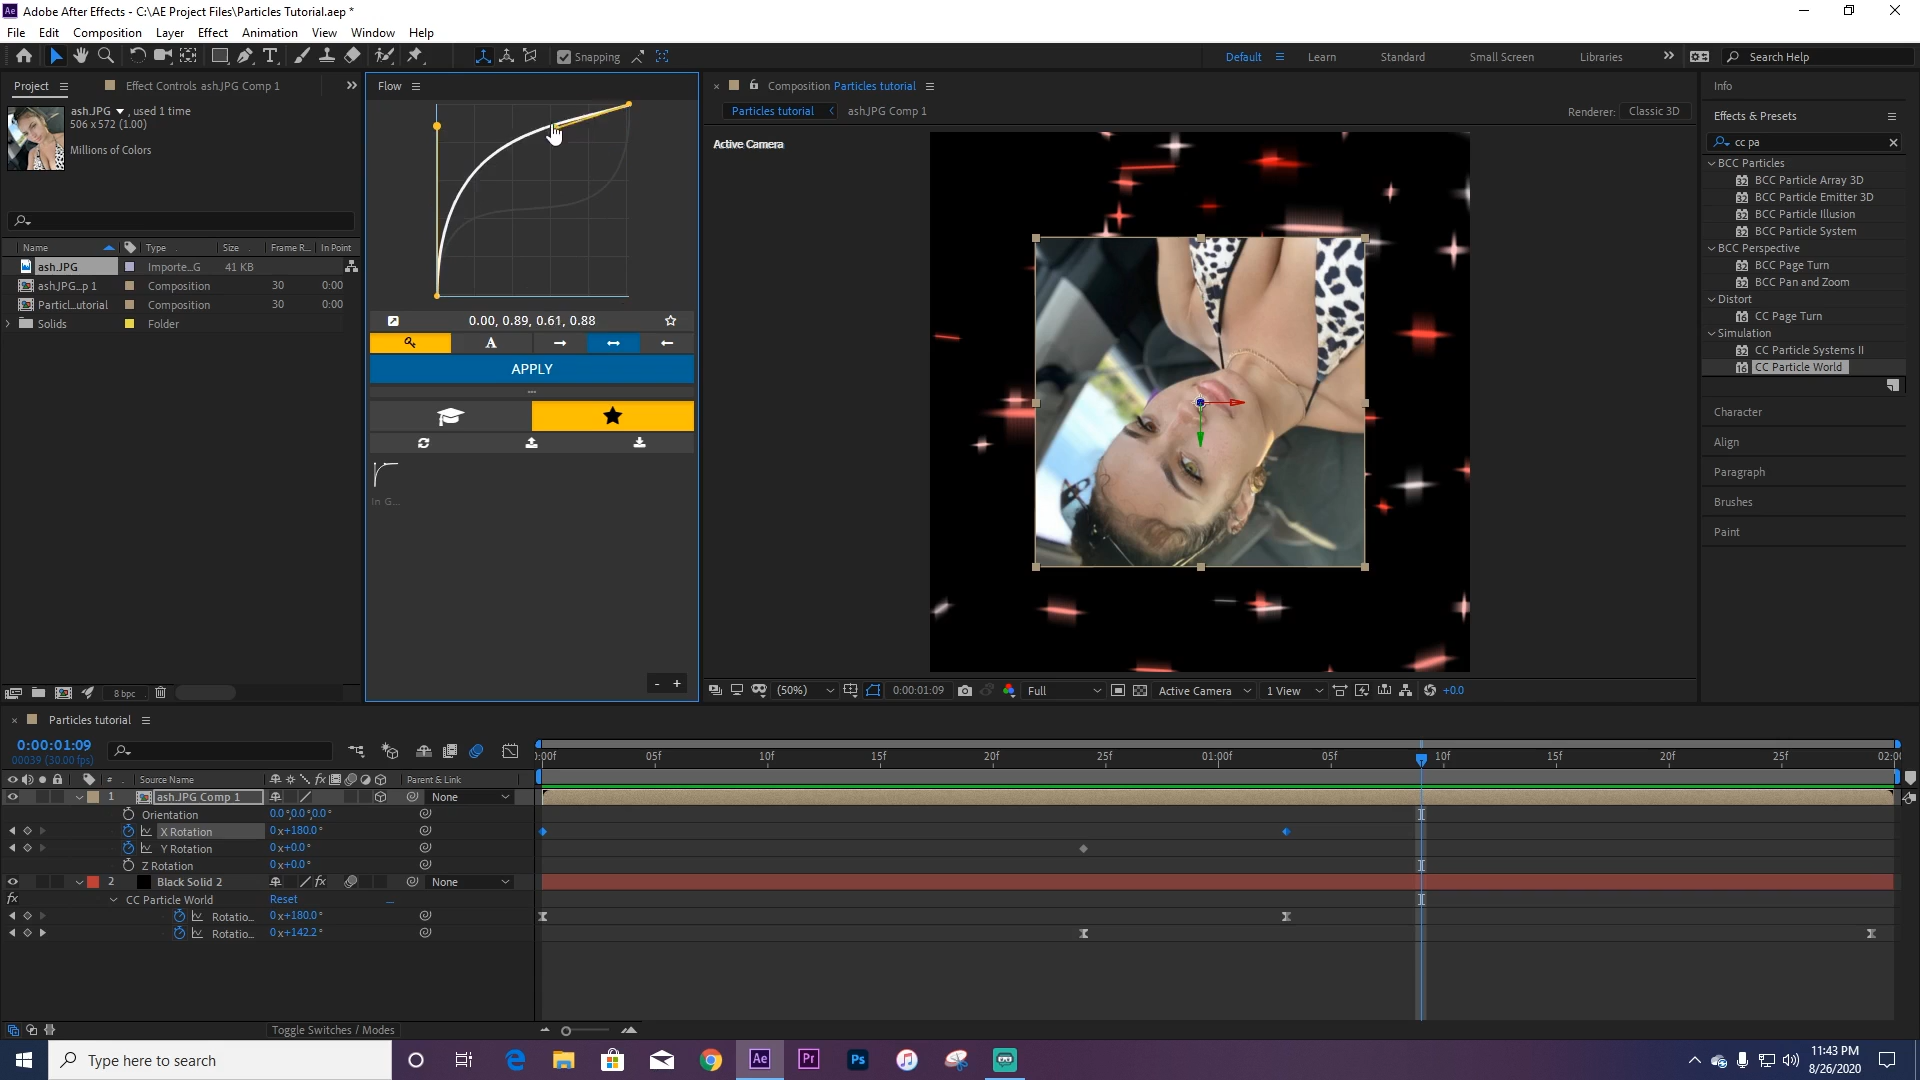 Adobe After Effects - C:\AE Project Files\Particles Tutorial.aep *
File Edit Composition Layer Effect Animation View Window Help
Snapping Default Learn Standard Small Screen Libraries Search Help
Project Effect Controls ash.JPG Comp 1
ash.JPG , used 1 time
506 x 572 (1.00)
Millions of Colors
Name Type Size Frame R... In Point
ash.JPG Importe...G 41 KB
ash.JPG...p 1 Composition 30 0:00
Particl...utorial Composition 30 0:00
Solids Folder
8 bpc
Flow
0.00, 0.89, 0.61, 0.88
A
APPLY
In G...
- +
Composition Particles tutorial
Particles tutorial ash.JPG Comp 1 Renderer: Classic 3D
Active Camera
(50%) 0:00:01:09 Full Active Camera 1 View +0.0
Info
Effects & Presets
cc pa
BCC Particles
BCC Particle Array 3D
BCC Particle Emitter 3D
BCC Particle Illusion
BCC Particle System
BCC Perspective
BCC Page Turn
BCC Pan and Zoom
Distort
CC Page Turn
Simulation
CC Particle Systems II
CC Particle World
Character
Align
Paragraph
Brushes
Paint
Particles tutorial
0:00:01:09
00039 (30.00 fps)
):00f 05f 10f 15f 20f 25f 01:00f 05f 10f 15f 20f 25f 02:00
# Source Name fx Parent & Link
1 ash.JPG Comp 1 None
Orientation 0.0°,0.0°,0.0°
X Rotation 0x+180.0°
Y Rotation 0x+0.0°
Z Rotation 0x+0.0°
2 Black Solid 2 fx None
fx CC Particle World Reset
Rotatio... 0x+180.0°
Rotatio... 0x+142.2°
Toggle Switches / Modes
Type here to search
Ae Pr Ps
11:43 PM
8/26/2020